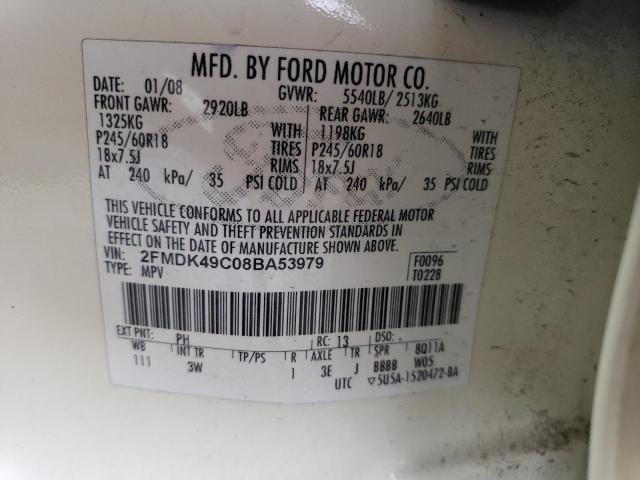 MFD. BY FORD MOTOR CO.
DATE: 01/08 GVWR: 5540LB/ 2513KG
FRONT GAWR: 2920LB REAR GAWR: 2640LB
1325KG WITH 1198KG WITH
P245/60R18 TIRES P245/60R18 TIRES
18x7.5J RIMS 18x7.5J RIMS
AT 240 kPa/ 35 PSI COLD AT 240 kPa/ 35 PSI COLD
THIS VEHICLE CONFORMS TO ALL APPLICABLE FEDERAL MOTOR
VEHICLE SAFETY AND THEFT PREVENTION STANDARDS IN
EFFECT ON THE DATE OF MANUFACTURE SHOWN ABOVE.
VIN: 2FMDK49C08BA53979 F0096
TYPE: MPV T0228
EXT PNT: PH RC: 13 DSO:
WB INT TR TP/PS R AXLE TR SPR 8Q11A
111 3W 1 3E J BBBB W05
UTC ▽5U5A-1520472-BA